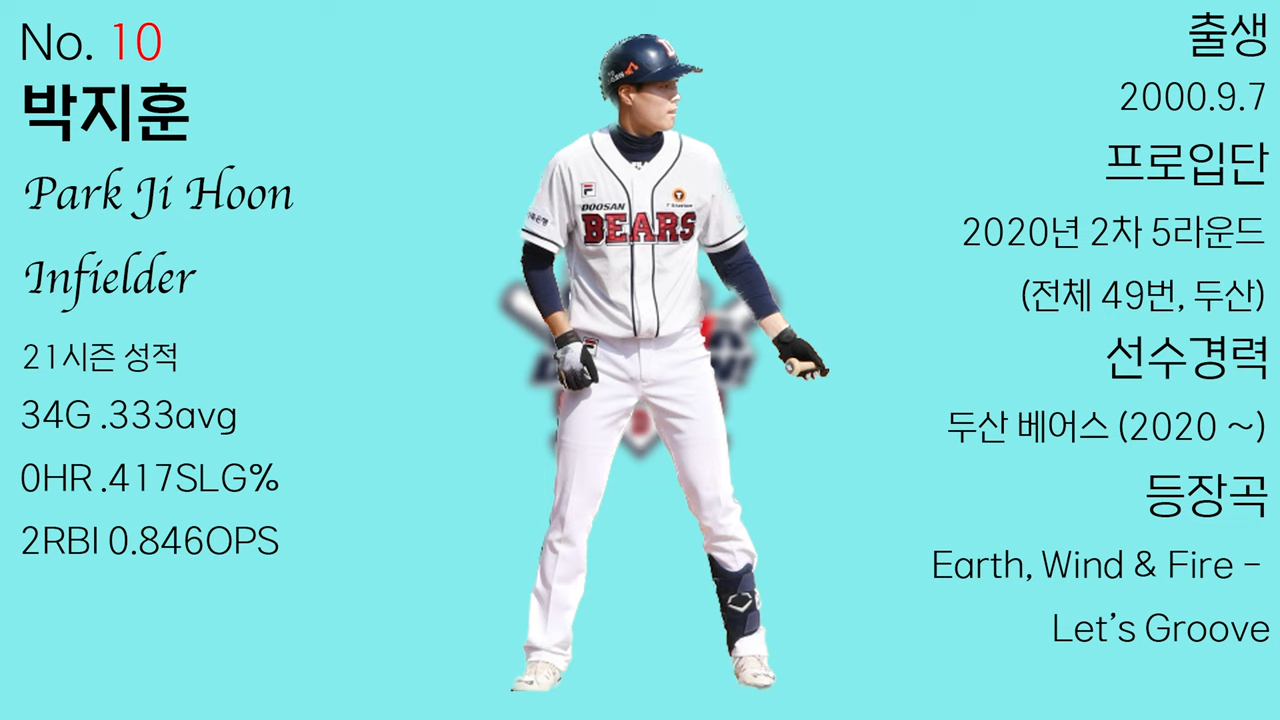 No. 10
박지훈
Park Ji Hoon
Infielder
21시즌 성적
34G .333avg
0HR .417SLG%
2RBI 0.846OPS
DOOSAN
BEARS
출생
2000.9.7
프로입단
2020년 2차 5라운드
(전체 49번, 두산)
선수경력
두산 베어스 (2020 ~)
등장곡
Earth, Wind & Fire -
Let's Groove